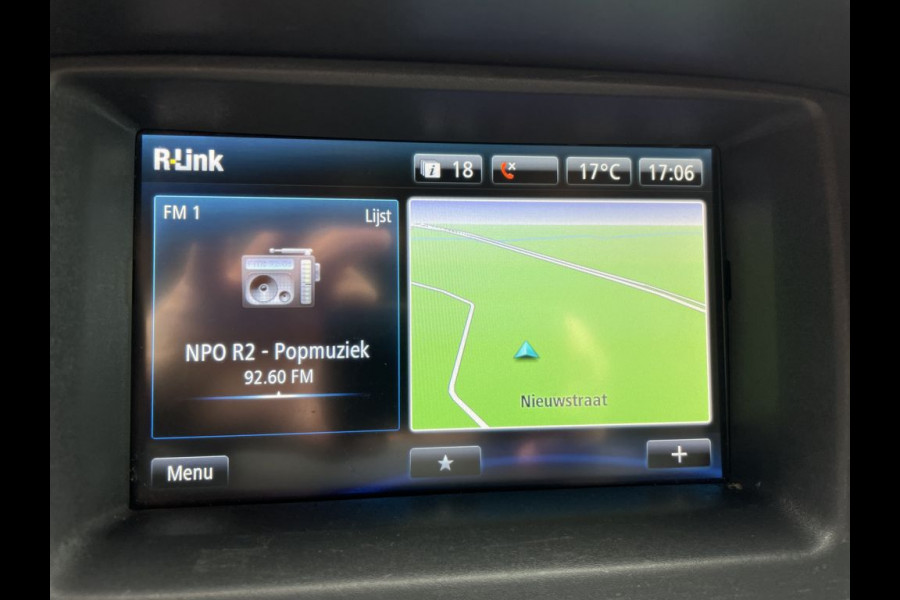 R-Link
18
17°C
17:06
FM 1
Lijst
NPO R2 - Popmuziek
92.60 FM
Nieuwstraat
Menu